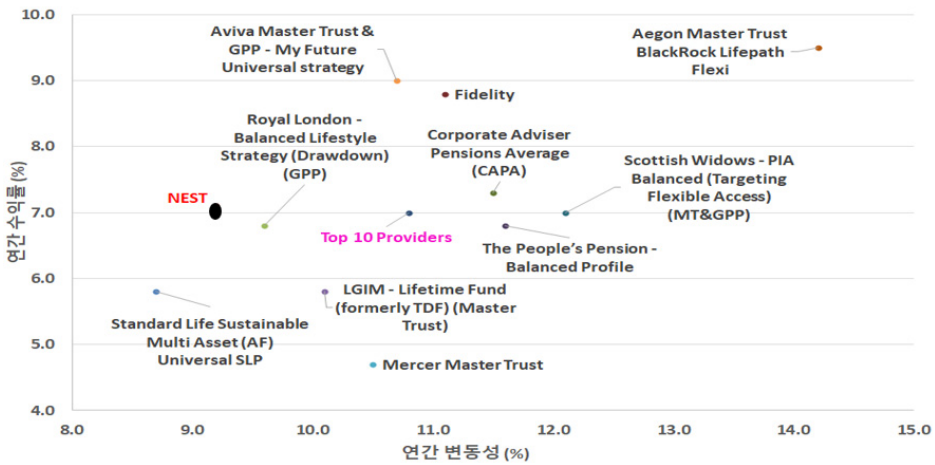 10.0
9.0
8.0
7.0
6.0
5.0
4.0
연간 수익률 (%)
Aviva Master Trust &
GPP - My Future
Universal strategy
Aegon Master Trust
BlackRock Lifepath
Flexi
Fidelity
Royal London -
Balanced Lifestyle
Strategy (Drawdown)
(GPP)
Corporate Adviser
Pensions Average
(CAPA)
Scottish Widows - PIA
Balanced (Targeting
Flexible Access)
(MT&GPP)
NEST
Top 10 Providers
The People's Pension -
Balanced Profile
LGIM - Lifetime Fund
(formerly TDF) (Master
Trust)
Standard Life Sustainable
Multi Asset (AF)
Universal SLP
Mercer Master Trust
8.0
9.0
10.0
11.0
12.0
13.0
14.0
15.0
연간 변동성 (%)